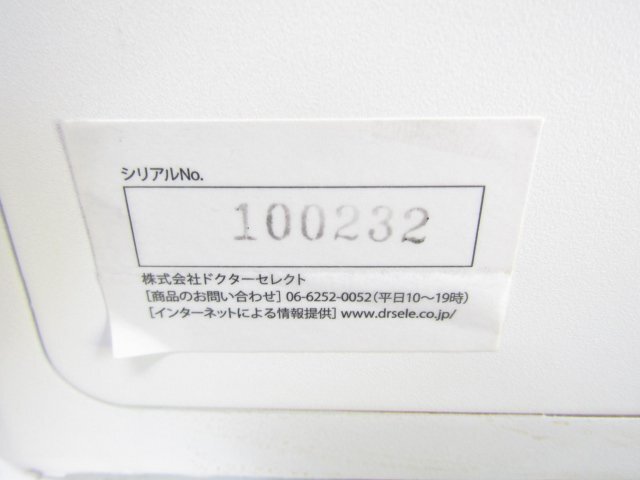 シリアルNo.
100232
株式会社ドクターセレクト
[商品のお問い合わせ] 06-6252-0052(平日10～19時)
[インターネットによる情報提供] www.drsele.co.jp/